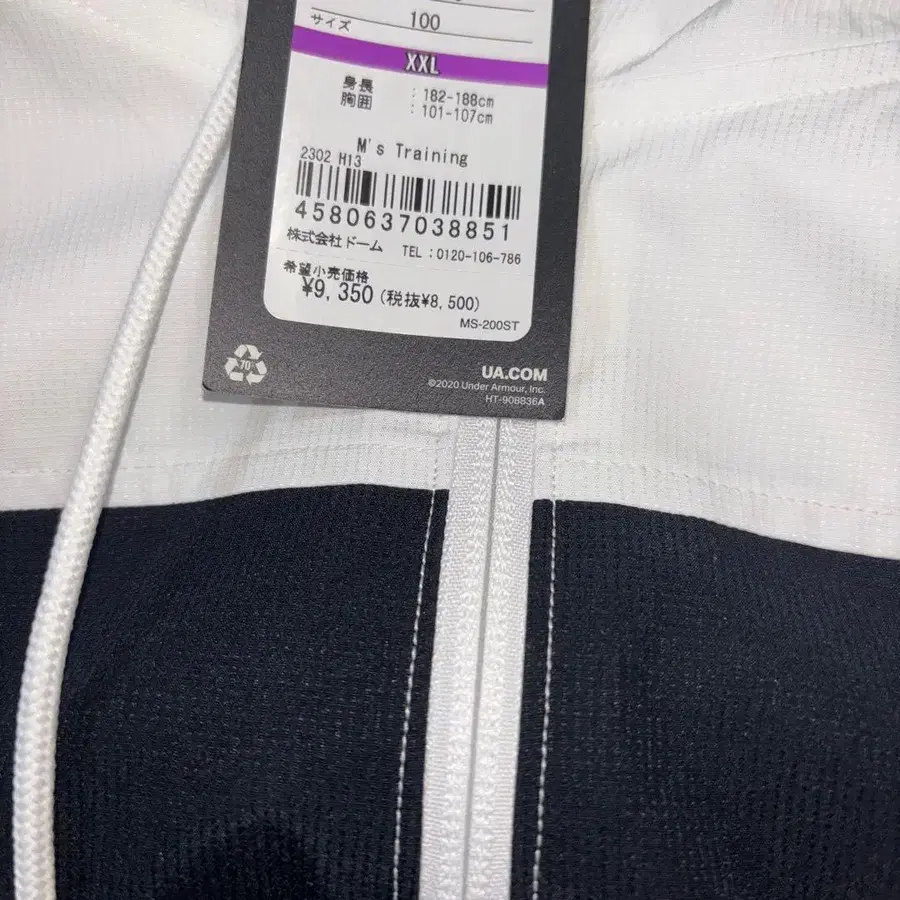 サイズ 100
XXL
身長 : 182-188cm
胸囲 : 101-107cm
M's Training
2302 H13
4580637038851
株式会社ドーム TEL:0120-106-786
希望小売価格
¥9,350(税抜¥8,500)
MS-200ST
70
UA.COM
©2020 Under Armour, Inc.
HT-908836A